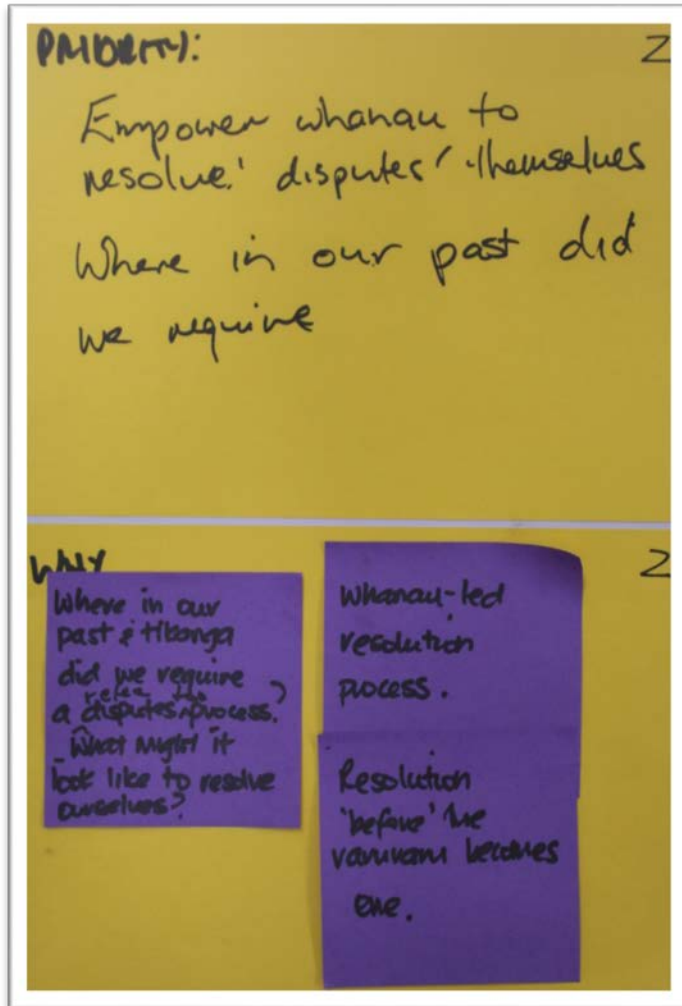 PRIORITY:
2
Empower whanau to
resolve 'disputes' themselves
Where in our past did
we require
WHY
2
Where in our
past & tikanga
did we require
a disputes process?
What might it
look like to resolve
ourselves?
Whanau-led
resolution
process.
Resolution
'before' the
raruraru becomes
one.